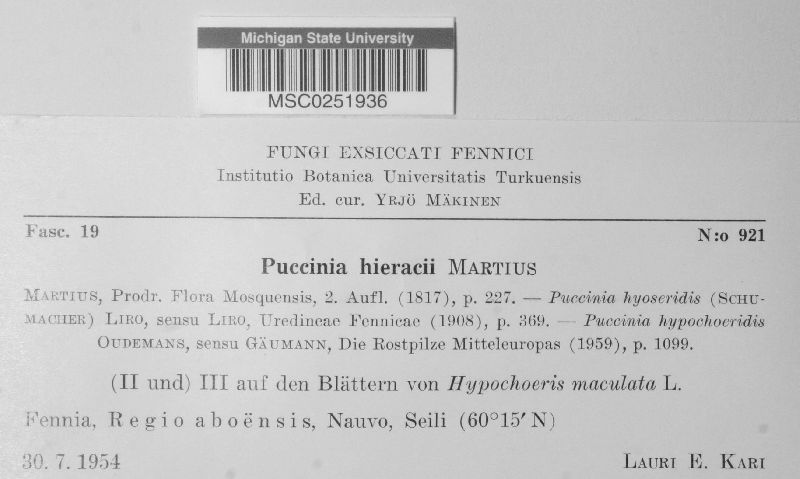 Michigan State University
MSC0251936
FUNGI EXSICCATI FENNICI
Institutio Botanica Universitatis Turkuensis
Ed. cur. YRJÖ MÄKINEN
Fasc. 19
N:o 921
Puccinia hieracii MARTIUS
MARTIUS, Prodr. Flora Mosquensis, 2. Aufl. (1817), p. 227. — Puccinia hyoseridis (SCHU-
MACHER) LIRO, sensu LIRO, Uredineae Fennicae (1908), p. 369. — Puccinia hypochoeridis
OUDEMANS, sensu GÄUMANN, Die Rostpilze Mitteleuropas (1959), p. 1099.
(II und) III auf den Blättern von Hypochoeris maculata L.
Fennia, Regio aboënsis, Nauvo, Seili (60°15′ N)
30. 7. 1954
LAURI E. KARI